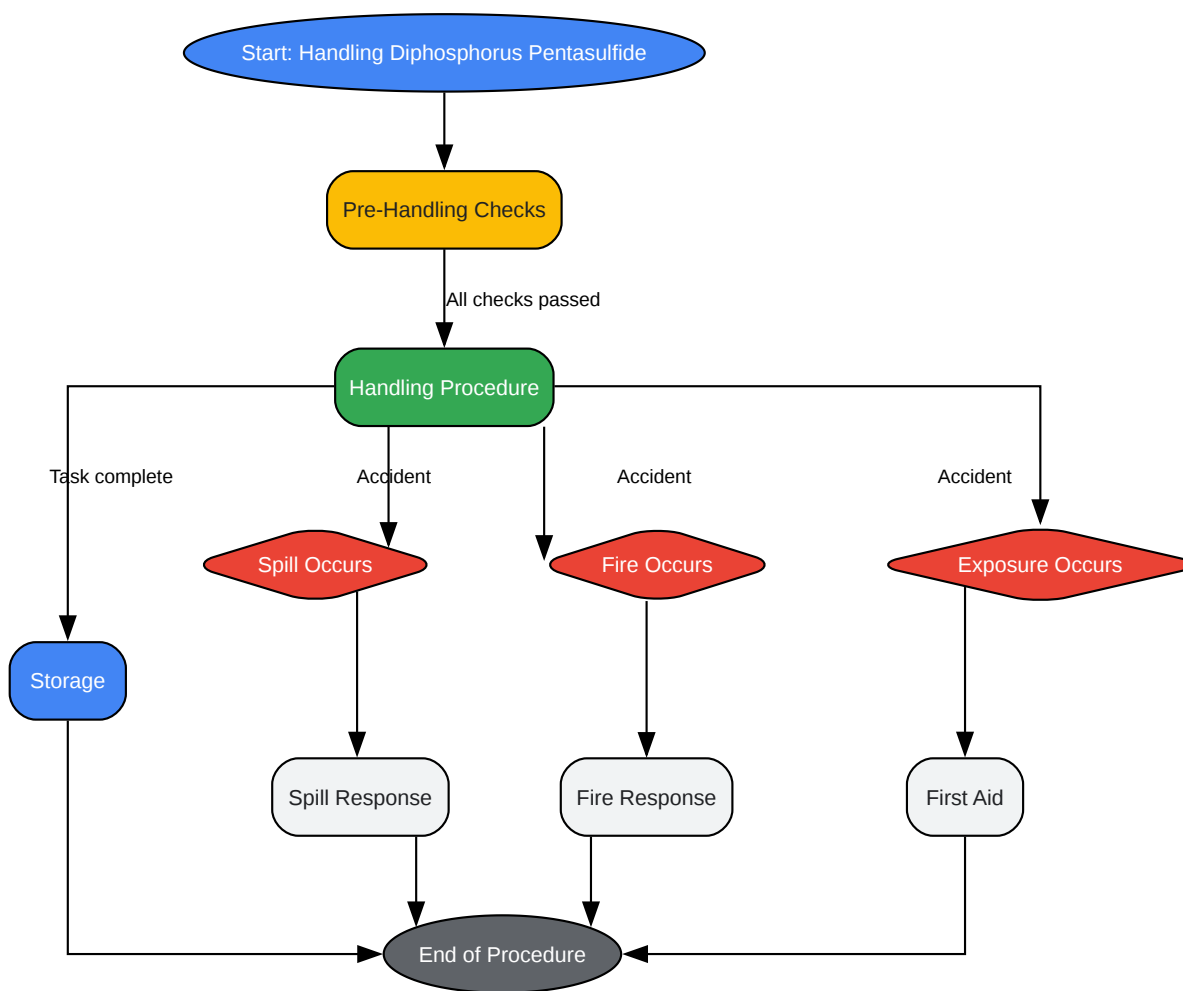 Start: Handling Diphosphorus Pentasulfide
Pre-Handling Checks
All checks passed
Handling Procedure
Task complete
Accident
Accident
Accident
Spill Occurs
Fire Occurs
Exposure Occurs
Storage
Spill Response
Fire Response
First Aid
End of Procedure